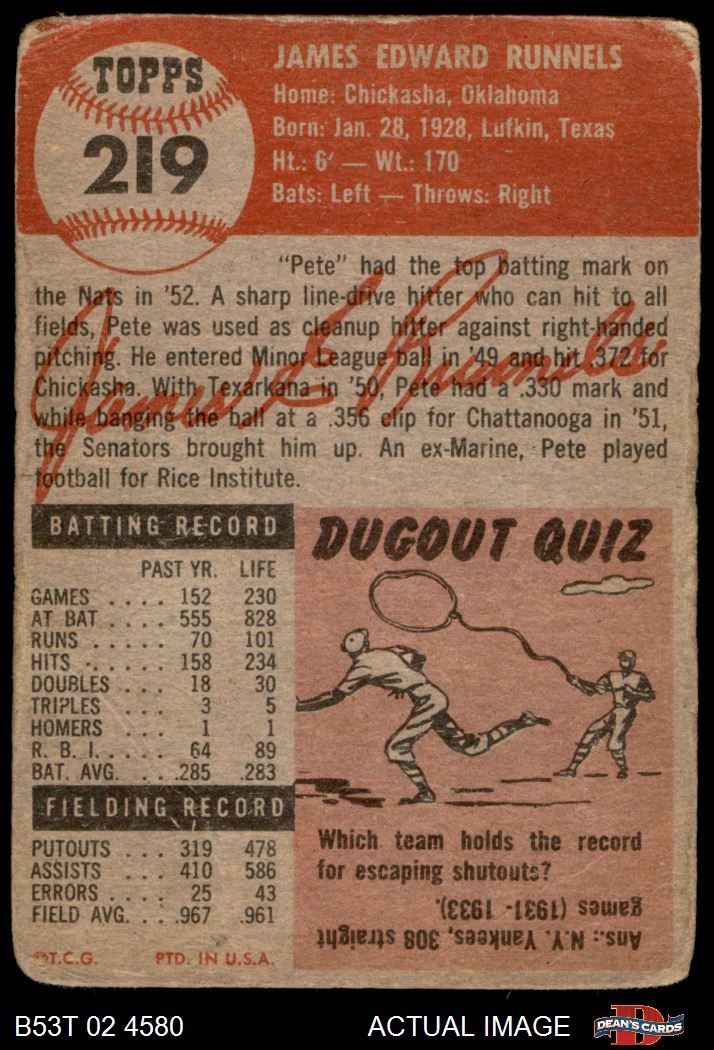 TOPPS
219
JAMES EDWARD RUNNELS
Home: Chickasha, Oklahoma
Born: Jan. 28, 1928, Lufkin, Texas
Ht.: 6' — Wt.: 170
Bats: Left — Throws: Right
"Pete" had the top batting mark on
the Nats in '52. A sharp line-drive hitter who can hit to all
fields, Pete was used as cleanup hitter against right-handed
pitching. He entered Minor League ball in '49 and hit .372 for
Chickasha. With Texarkana in '50, Pete had a .330 mark and
while banging the ball at a .356 clip for Chattanooga in '51,
the Senators brought him up. An ex-Marine, Pete played
football for Rice Institute.
James E Runnels
BATTING RECORD
PAST YR. LIFE
GAMES .... 152 230
AT BAT .... 555 828
RUNS ..... 70 101
HITS ...... 158 234
DOUBLES ... 18 30
TRIPLES ... 3 5
HOMERS ... 1 1
R. B. I. ..... 64 89
BAT. AVG. ... .285 .283
FIELDING RECORD
PUTOUTS ... 319 478
ASSISTS .... 410 586
ERRORS .... 25 43
FIELD AVG. ... .967 .961
©T.C.G. PTD. IN U.S.A.
DUGOUT QUIZ
Which team holds the record
for escaping shutouts?
Ans.: N.Y. Yankees, 308 straight
games (1931-1933).
B53T 02 4580 ACTUAL IMAGE
DEAN'S CARDS